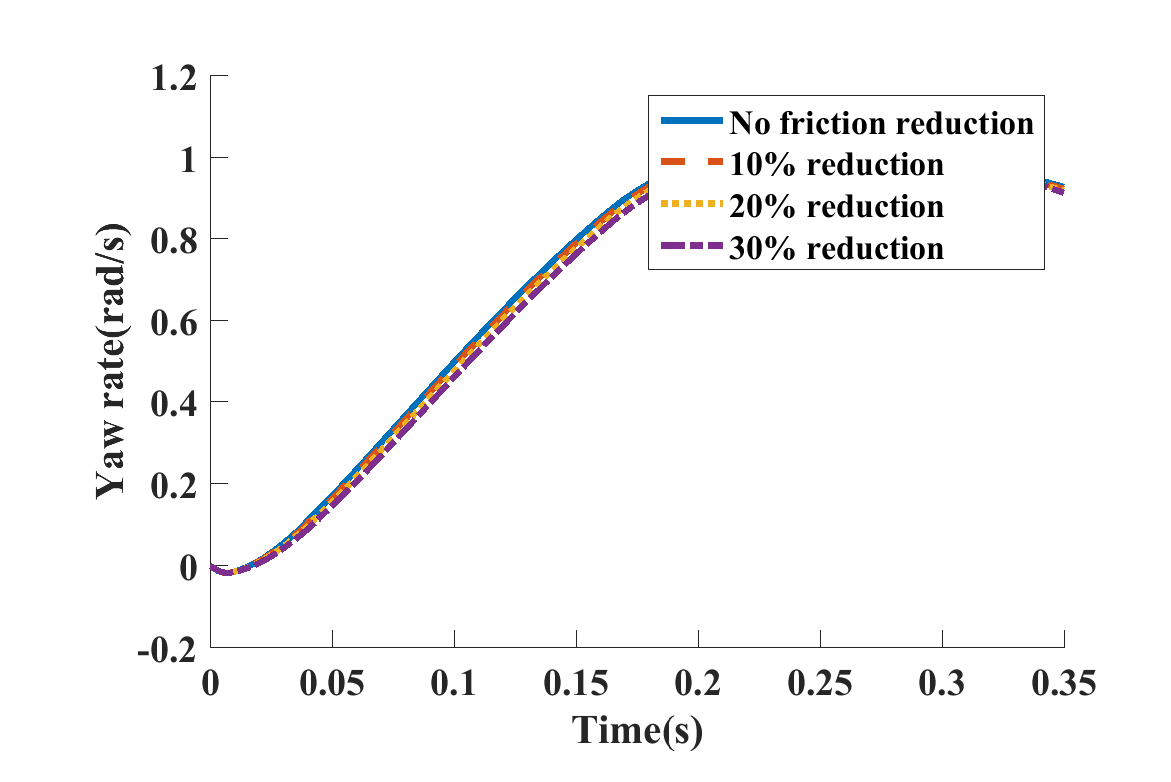 1.2
1
0.8
0.6
0.4
0.2
0
-0.2
Yaw rate(rad/s)
No friction reduction
10% reduction
20% reduction
30% reduction
0 0.05 0.1 0.15 0.2 0.25 0.3 0.35
Time(s)